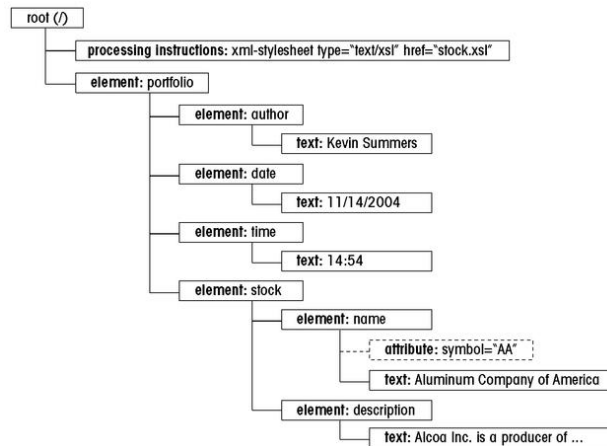 root (/)
processing instructions: xml-stylesheet type="text/xsl" href="stock.xsl"
element: portfolio
element: author
text: Kevin Summers
element: date
text: 11/14/2004
element: time
text: 14:54
element: stock
element: name
attribute: symbol="AA"
text: Aluminum Company of America
element: description
text: Alcoa Inc. is a producer of ...